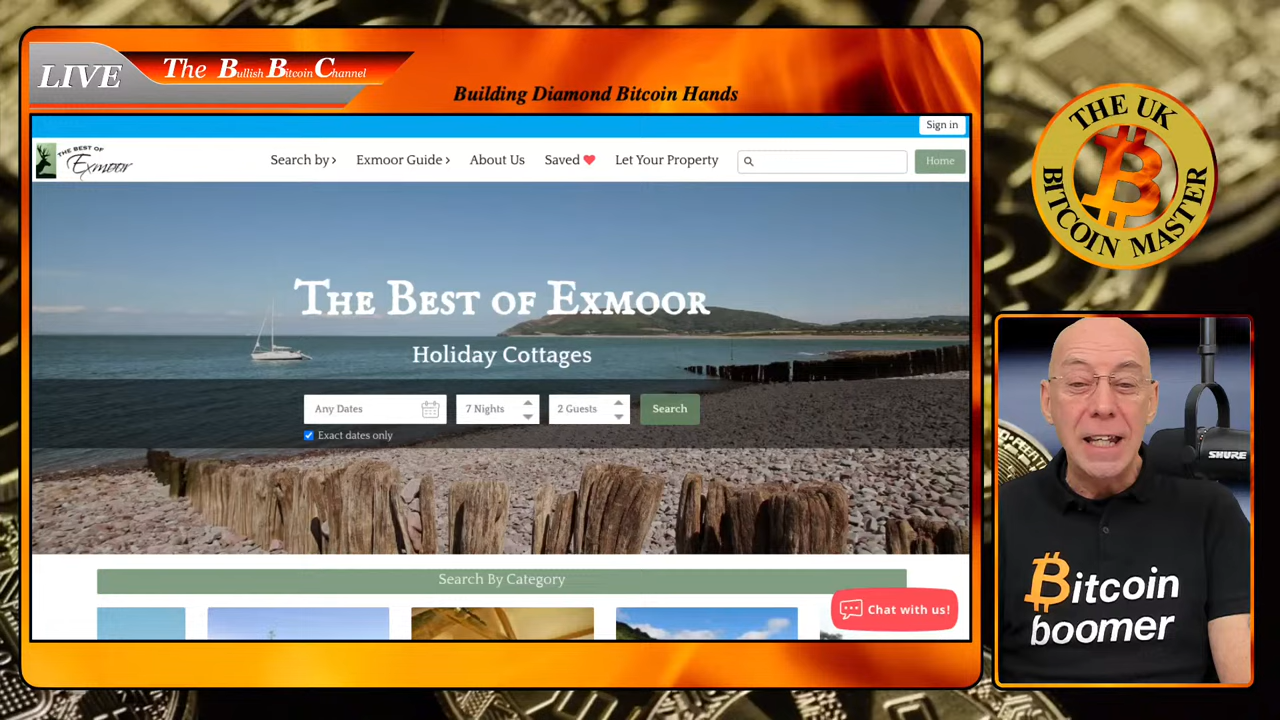 LIVE
The Bullish Bitcoin Channel
Building Diamond Bitcoin Hands
Sign in
THE BEST OF
Exmoor
Search by ›
Exmoor Guide ›
About Us
Saved
Let Your Property
Home
The Best of Exmoor
Holiday Cottages
Any Dates
7 Nights
2 Guests
Search
Exact dates only
Search By Category
Chat with us!
THE UK
BITCOIN MASTER
SHURE
Bitcoin
boomer